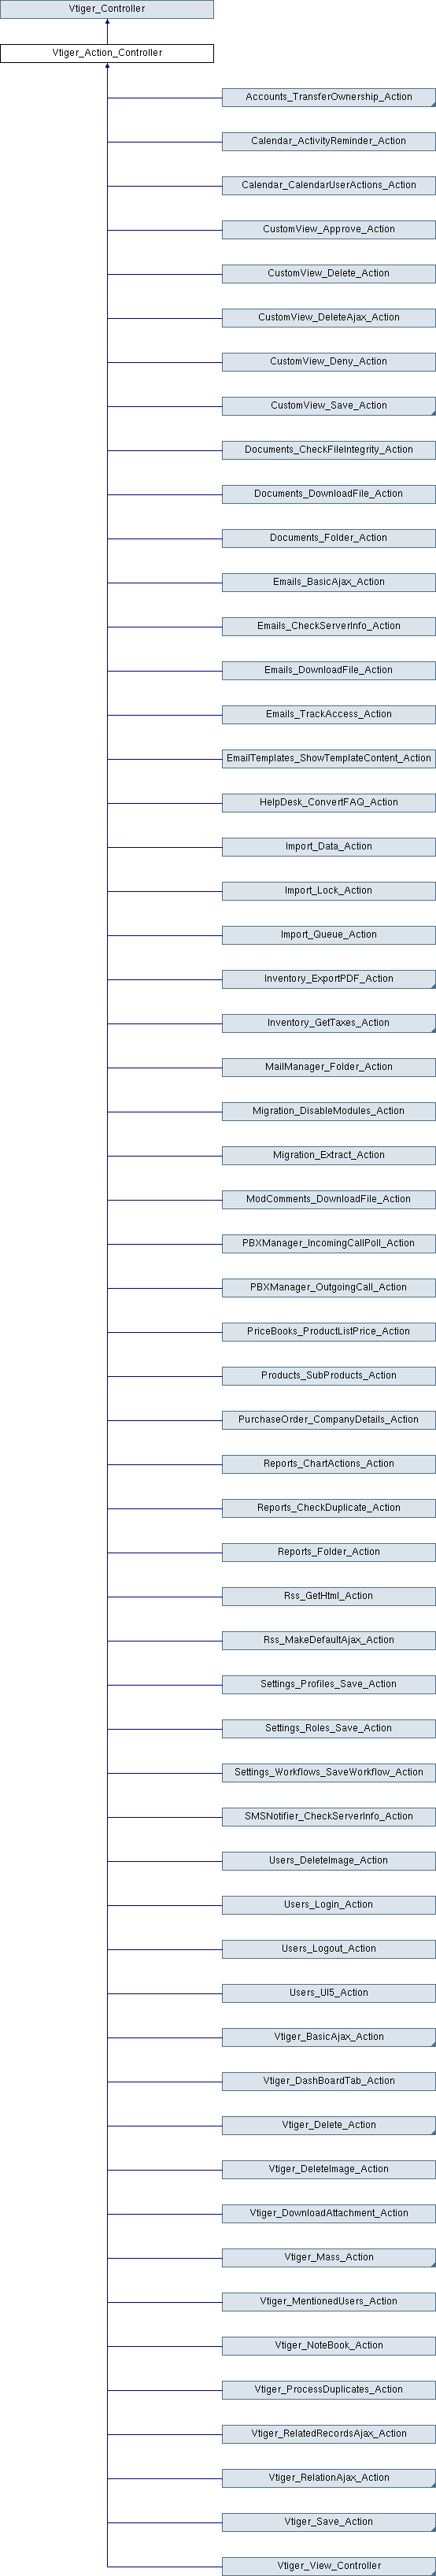 Vtiger_Controller
Vtiger_Action_Controller
Accounts_TransferOwnership_Action
Calendar_ActivityReminder_Action
Calendar_CalendarUserActions_Action
CustomView_Approve_Action
CustomView_Delete_Action
CustomView_DeleteAjax_Action
CustomView_Deny_Action
CustomView_Save_Action
Documents_CheckFileIntegrity_Action
Documents_DownloadFile_Action
Documents_Folder_Action
Emails_BasicAjax_Action
Emails_CheckServerInfo_Action
Emails_DownloadFile_Action
Emails_TrackAccess_Action
EmailTemplates_ShowTemplateContent_Action
HelpDesk_ConvertFAQ_Action
Import_Data_Action
Import_Lock_Action
Import_Queue_Action
Inventory_ExportPDF_Action
Inventory_GetTaxes_Action
MailManager_Folder_Action
Migration_DisableModules_Action
Migration_Extract_Action
ModComments_DownloadFile_Action
PBXManager_IncomingCallPoll_Action
PBXManager_OutgoingCall_Action
PriceBooks_ProductListPrice_Action
Products_SubProducts_Action
PurchaseOrder_CompanyDetails_Action
Reports_ChartActions_Action
Reports_CheckDuplicate_Action
Reports_Folder_Action
Rss_GetHtml_Action
Rss_MakeDefaultAjax_Action
Settings_Profiles_Save_Action
Settings_Roles_Save_Action
Settings_Workflows_SaveWorkflow_Action
SMSNotifier_CheckServerInfo_Action
Users_DeleteImage_Action
Users_Login_Action
Users_Logout_Action
Users_UI5_Action
Vtiger_BasicAjax_Action
Vtiger_DashBoardTab_Action
Vtiger_Delete_Action
Vtiger_DeleteImage_Action
Vtiger_DownloadAttachment_Action
Vtiger_Mass_Action
Vtiger_MentionedUsers_Action
Vtiger_NoteBook_Action
Vtiger_ProcessDuplicates_Action
Vtiger_RelatedRecordsAjax_Action
Vtiger_RelationAjax_Action
Vtiger_Save_Action
Vtiger_View_Controller